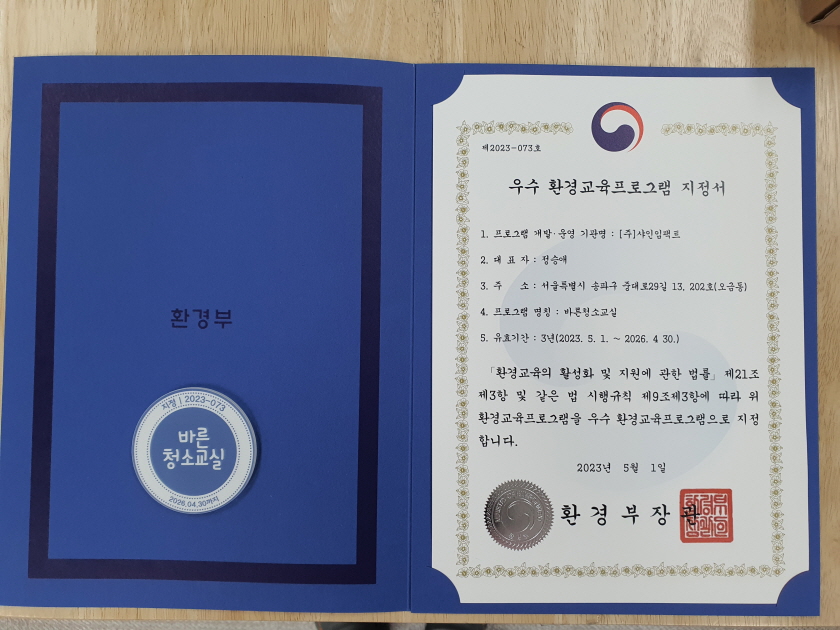 환경부
지정 | 2023-073
바른
청소교실
2026.04.30까지
제2023-073호
우수 환경교육프로그램 지정서
1. 프로그램 개발·운영 기관명 : [주]샤인임팩트
2. 대 표 자 : 정승애
3. 주 소 : 서울특별시 송파구 중대로29길 13, 202호(오금동)
4. 프로그램 명칭 : 바른청소교실
5. 유효기간 : 3년(2023. 5. 1. ~ 2026. 4 30.)
「환경교육의 활성화 및 지원에 관한 법률」 제21조
제3항 및 같은 법 시행규칙 제9조제3항에 따라 위
환경교육프로그램을 우수 환경교육프로그램으로 지정
합니다.
2023년 5월 1일
환경부장관